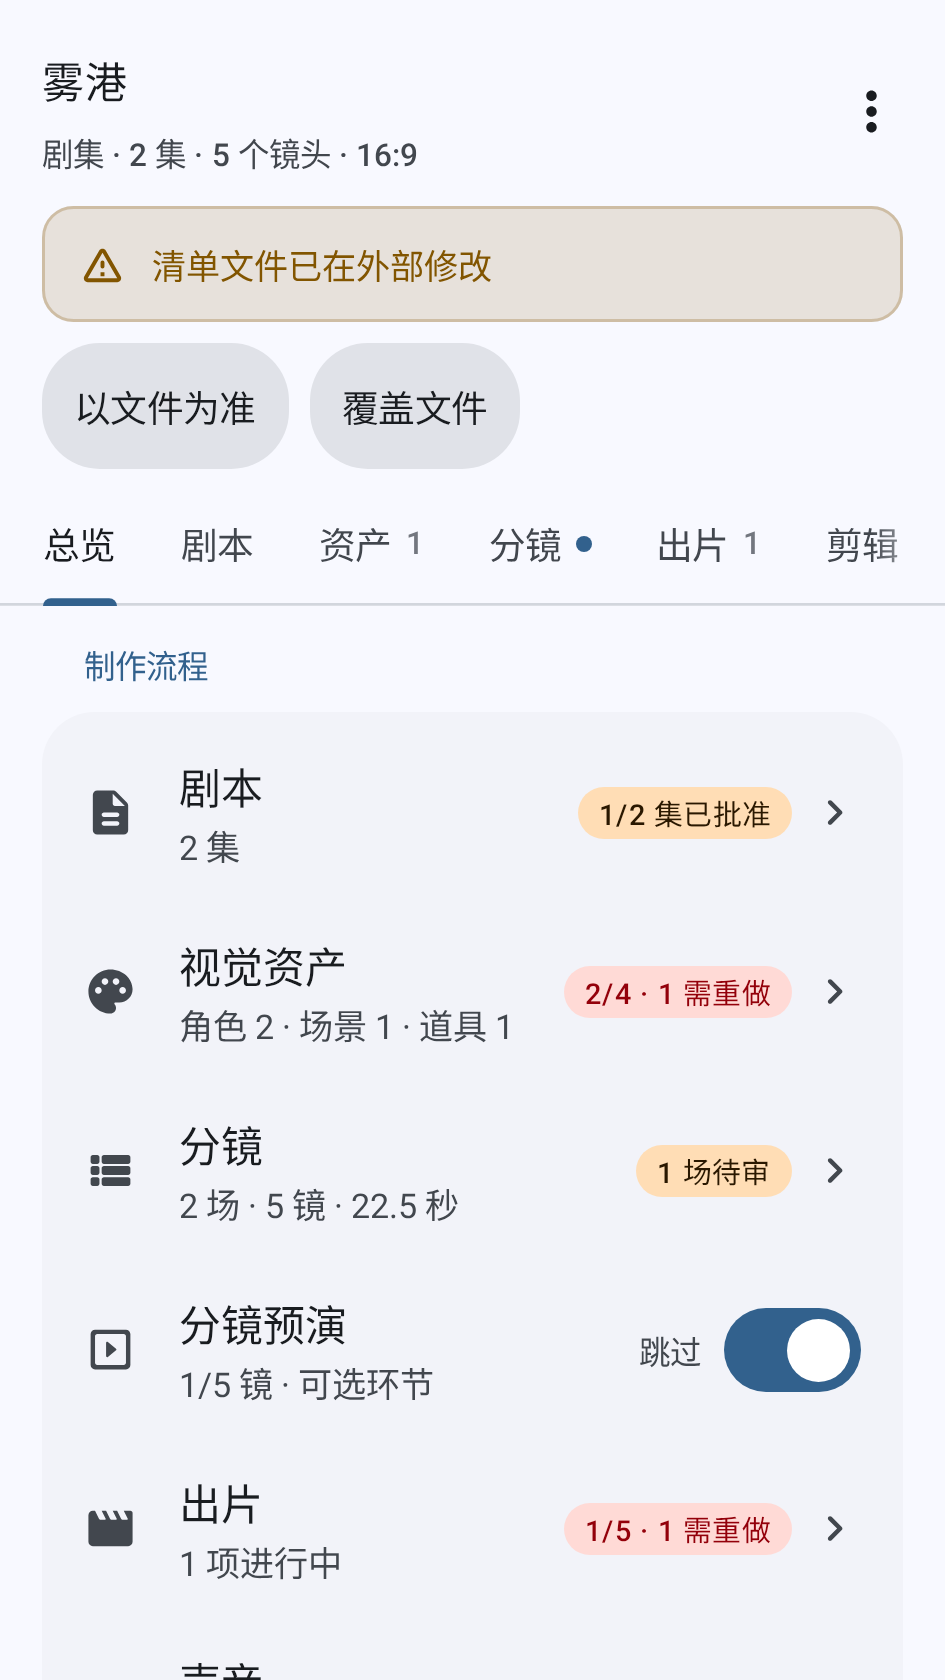 雾港
剧集 · 2 集 · 5 个镜头 · 16:9
清单文件已在外部修改
以文件为准 覆盖文件
总览 剧本 资产 1 分镜 出片 1 剪辑
制作流程
剧本
2 集
1/2 集已批准
视觉资产
角色 2 · 场景 1 · 道具 1
2/4 · 1 需重做
分镜
2 场 · 5 镜 · 22.5 秒
1 场待审
分镜预演
1/5 镜 · 可选环节
跳过
出片
1 项进行中
1/5 · 1 需重做